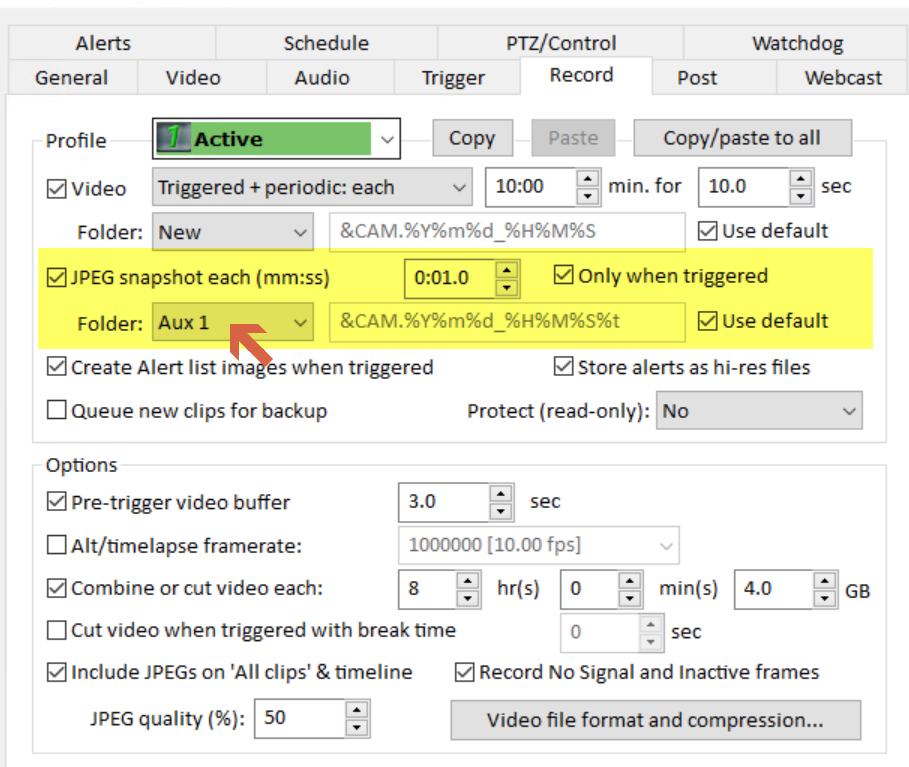 Alerts Schedule PTZ/Control Watchdog
General Video Audio Trigger Record Post Webcast
Profile 1 Active Copy Paste Copy/paste to all
Video Triggered + periodic: each 10:00 min. for 10.0 sec
Folder: New &CAM.%Y%m%d_%H%M%S Use default
JPEG snapshot each (mm:ss) 0:01.0 Only when triggered
Folder: Aux 1 &CAM.%Y%m%d_%H%M%S%t Use default
Create Alert list images when triggered Store alerts as hi-res files
Queue new clips for backup Protect (read-only): No
Options
Pre-trigger video buffer 3.0 sec
Alt/timelapse framerate: 1000000 [10.00 fps]
Combine or cut video each: 8 hr(s) 0 min(s) 4.0 GB
Cut video when triggered with break time 0 sec
Include JPEGs on 'All clips' & timeline Record No Signal and Inactive frames
JPEG quality (%): 50 Video file format and compression...